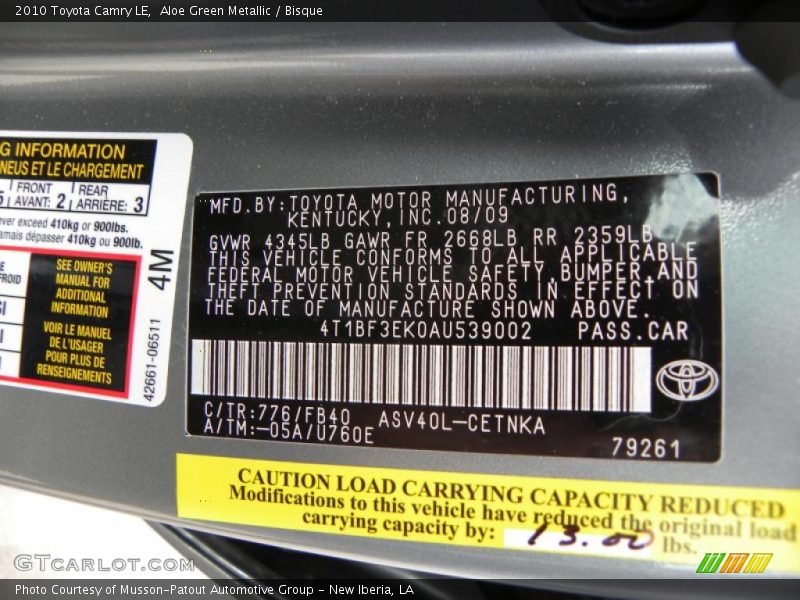 2010 Toyota Camry LE,  Aloe Green Metallic / Bisque
G INFORMATION
NEUS ET LE CHARGEMENT
5 FRONT AVANT: 2 REAR ARRIÈRE: 3
ever exceed 410kg or 900lbs.
amais dépasser 410kg ou 900lb.
SEE OWNER'S
MANUAL FOR
ADDITIONAL
INFORMATION
VOIR LE MANUEL
DE L'USAGER
POUR PLUS DE
RENSEIGNEMENTS
4M
42661-06511
MFD.BY:TOYOTA MOTOR MANUFACTURING,
KENTUCKY,INC.08/09
GVWR 4345LB GAWR FR 2668LB RR 2359LB
THIS VEHICLE CONFORMS TO ALL APPLICABLE
FEDERAL MOTOR VEHICLE SAFETY,BUMPER,AND
THEFT PREVENTION STANDARDS IN EFFECT ON
THE DATE OF MANUFACTURE SHOWN ABOVE.
4T1BF3EK0AU539002 PASS.CAR
C/TR:776/FB40 ASV40L-CETNKA
A/TM:-05A/U760E
79261
CAUTION LOAD CARRYING CAPACITY REDUCED
Modifications to this vehicle have reduced the original load
carrying capacity by: 13.00 lbs.
GTCARLOT.COM
Photo Courtesy of Musson-Patout Automotive Group - New Iberia, LA